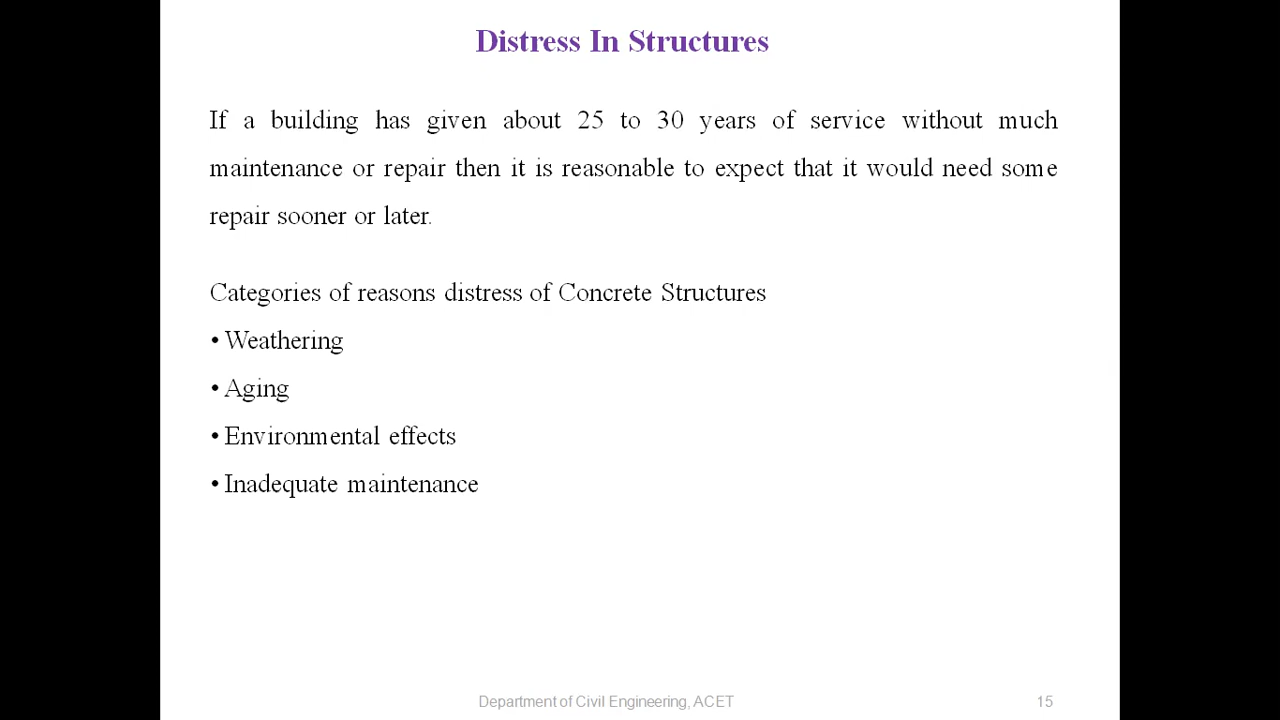 Distress In Structures
If a building has given about 25 to 30 years of service without much
maintenance or repair then it is reasonable to expect that it would need some
repair sooner or later.
Categories of reasons distress of Concrete Structures
• Weathering
• Aging
• Environmental effects
• Inadequate maintenance
Department of Civil Engineering, ACET
15